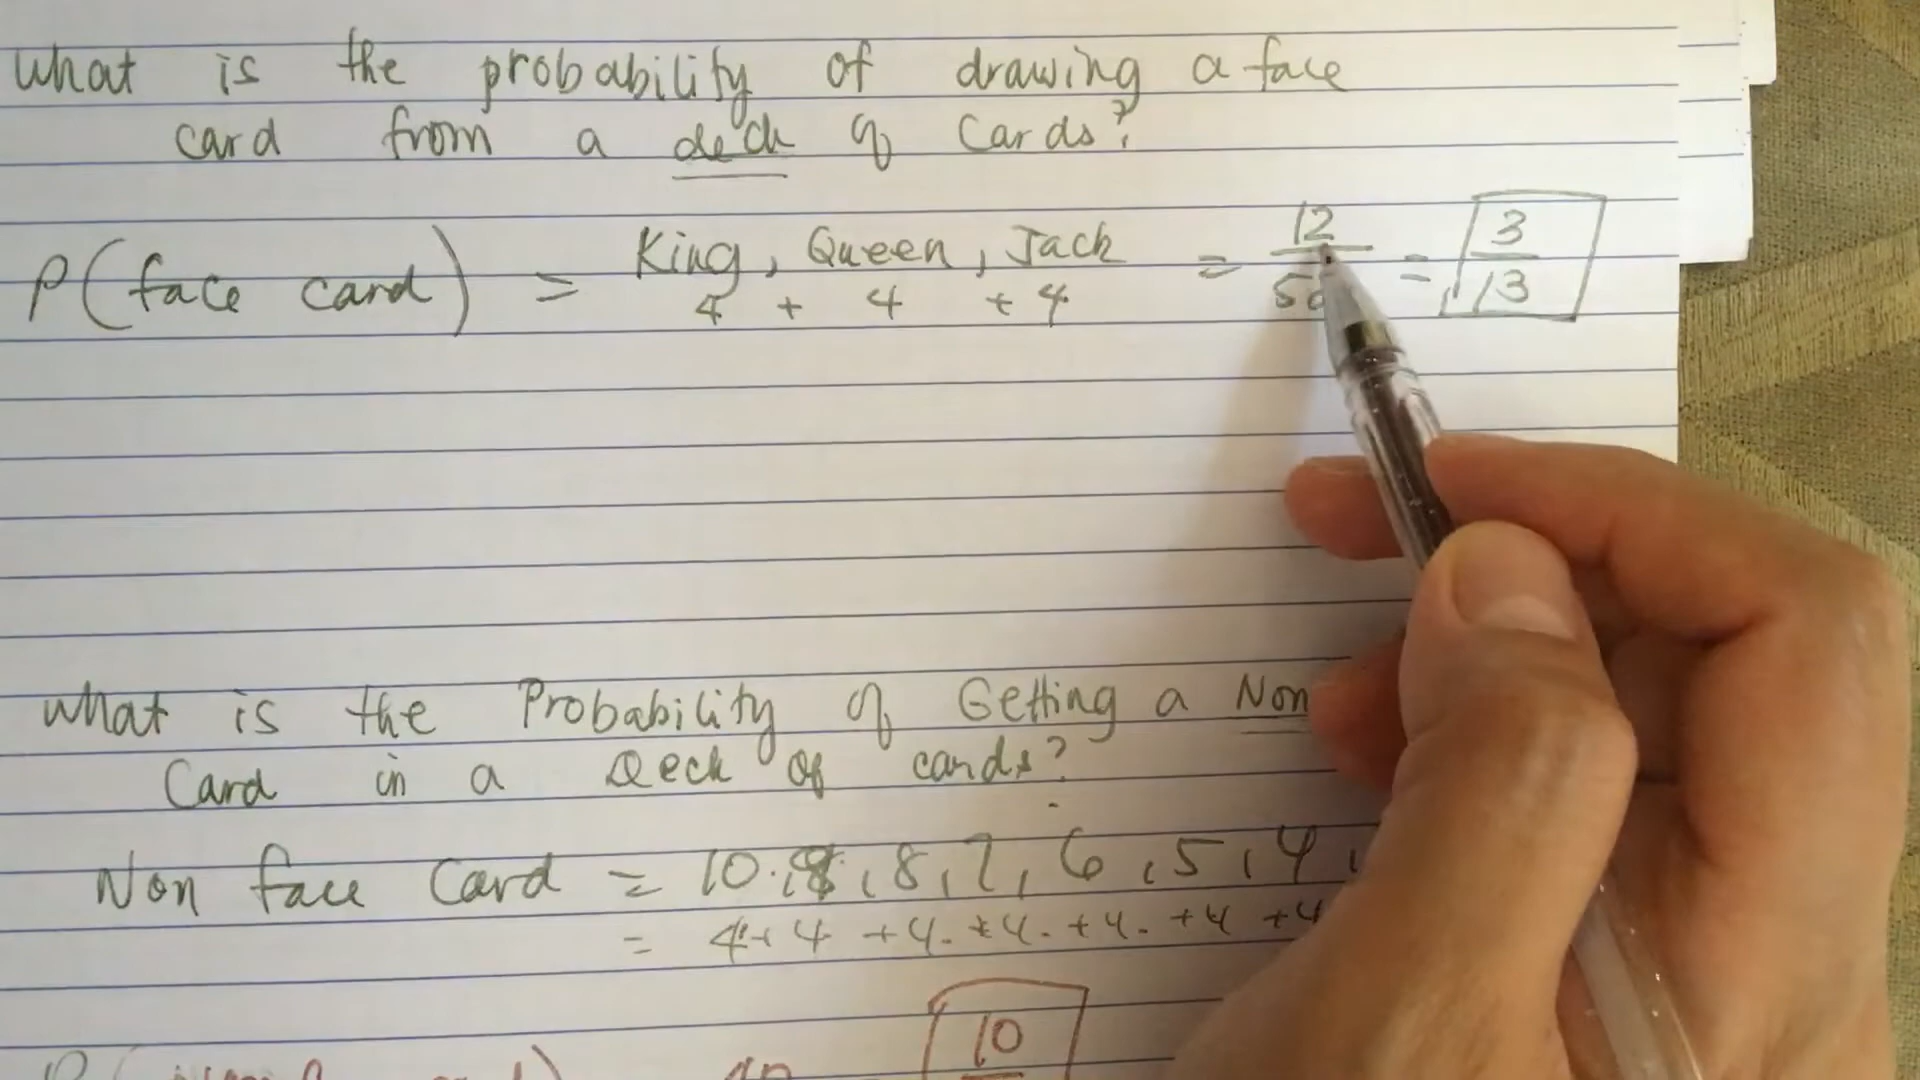 What is the probability of drawing a face
card from a deck of cards?
P(face card) = King, Queen, Jack = 12/5 = 3/13
4 + 4 + 4
What is the Probability of Getting a Non
Card in a Deck of cards?
Non face Card = 10, 9, 8, 7, 6, 5, 4,
= 4+4 +4 +4 +4 +4 +4
10